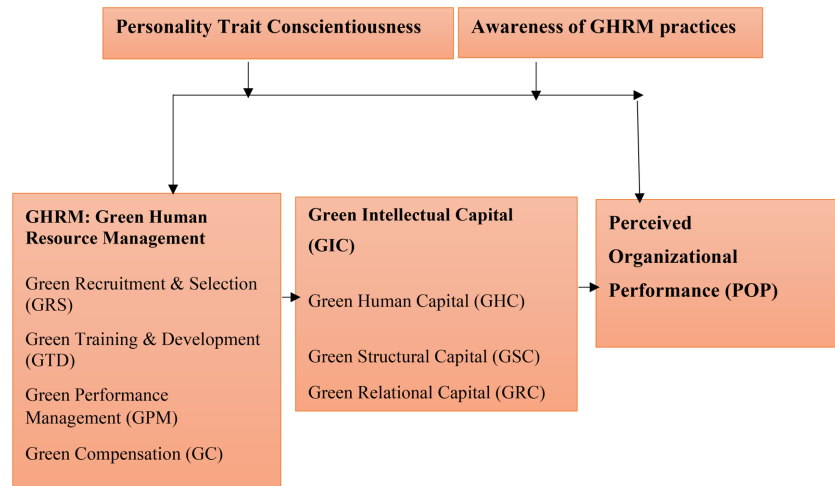 Personality Trait Conscientiousness
Awareness of GHRM practices
GHRM: Green Human
Resource Management
Green Recruitment & Selection
(GRS)
Green Training & Development
(GTD)
Green Performance
Management (GPM)
Green Compensation (GC)
Green Intellectual Capital
(GIC)
Green Human Capital (GHC)
Green Structural Capital (GSC)
Green Relational Capital (GRC)
Perceived
Organizational
Performance (POP)